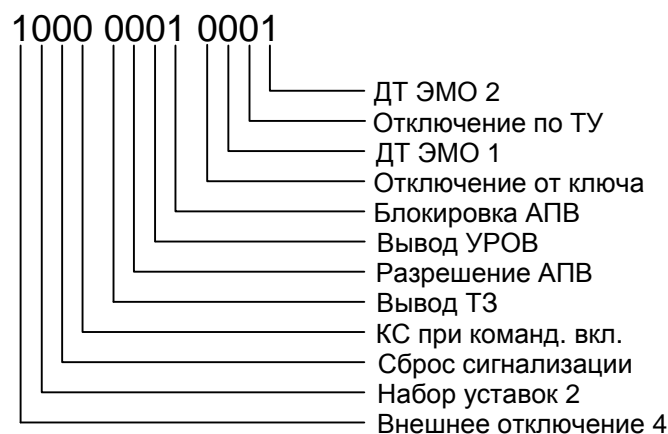 1000 0001 0001
ДТ ЭМО 2
Отключение по ТУ
ДТ ЭМО 1
Отключение от ключа
Блокировка АПВ
Вывод УРОВ
Разрешение АПВ
Вывод ТЗ
КС при команд. вкл.
Сброс сигнализации
Набор уставок 2
Внешнее отключение 4